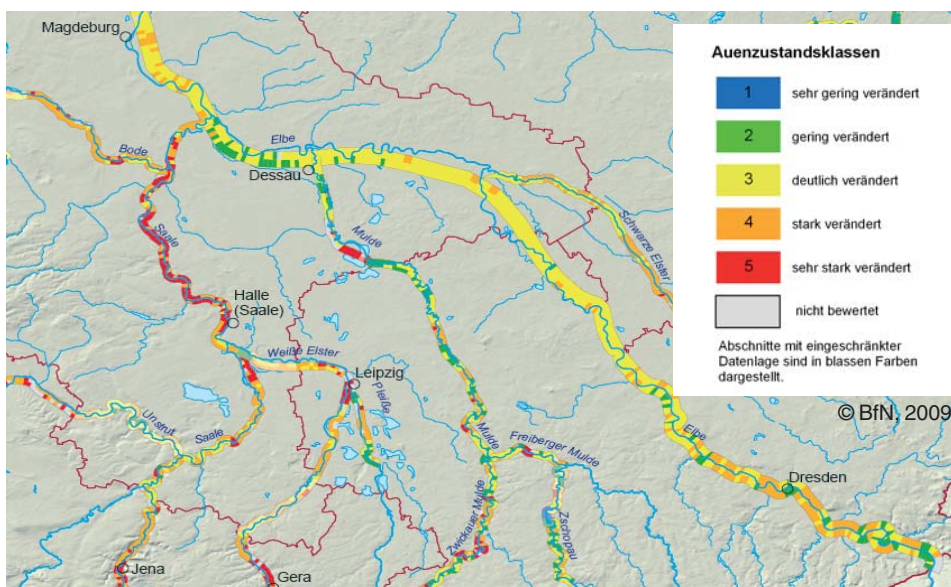 Magdeburg
Bode
Elbe
Dessau
Saale
Mulde
Schwarze Elster
Halle
(Saale)
Weiße Elster
Leipzig
Pleiße
Unstrut
Saale
Mulde
Freiberger Mulde
Elbe
Dresden
Zwickauer Mulde
Zschopau
Jena
Gera
Auenzustandsklassen
1 sehr gering verändert
2 gering verändert
3 deutlich verändert
4 stark verändert
5 sehr stark verändert
nicht bewertet
Abschnitte mit eingeschränkter
Datenlage sind in blassen Farben
dargestellt.
© BfN, 2009